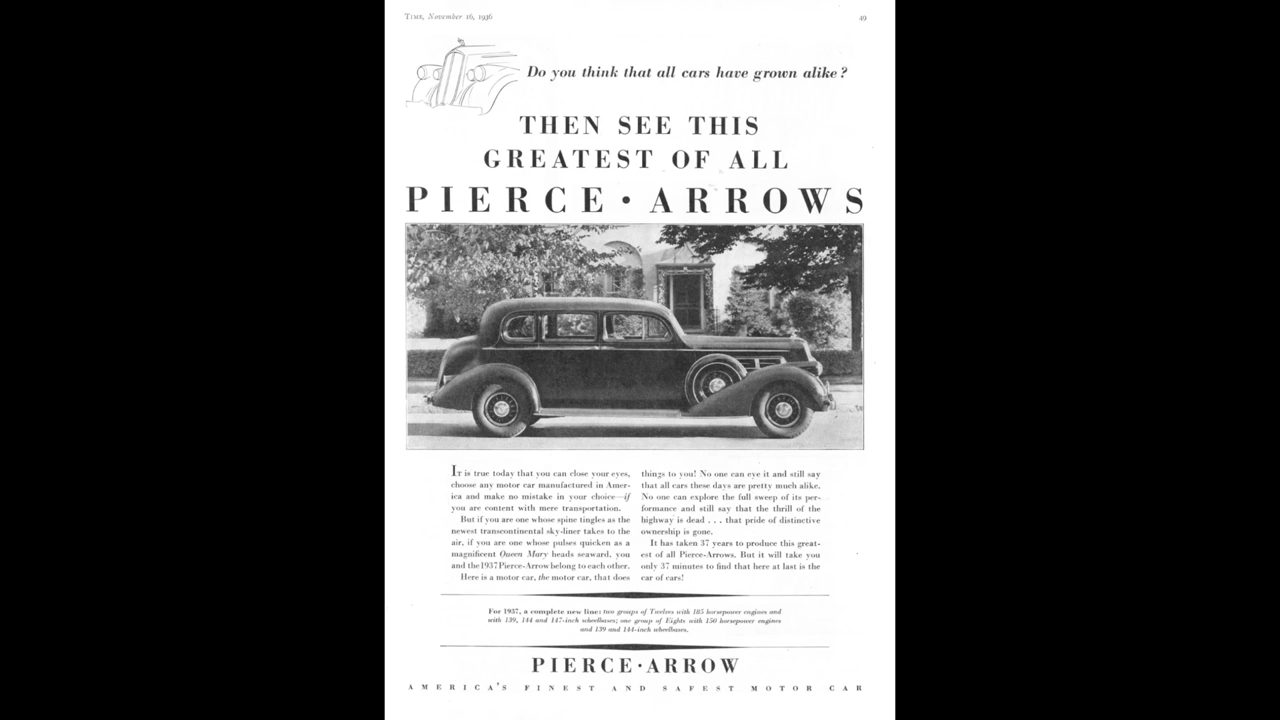 TIME, November 16, 1936
49
Do you think that all cars have grown alike?
THEN SEE THIS
GREATEST OF ALL
PIERCE · ARROWS
IT is true today that you can close your eyes,
choose any motor car manufactured in Amer-
ica and make no mistake in your choice—if
you are content with mere transportation.
But if you are one whose spine tingles as the
newest transcontinental sky-liner takes to the
air, if you are one whose pulses quicken as a
magnificent Queen Mary heads seaward, you
and the 1937 Pierce-Arrow belong to each other.
Here is a motor car, the motor car, that does
things to you! No one can eye it and still say
that all cars these days are pretty much alike.
No one can explore the full sweep of its per-
formance and still say that the thrill of the
highway is dead . . . that pride of distinctive
ownership is gone.
It has taken 37 years to produce this great-
est of all Pierce-Arrows. But it will take you
only 37 minutes to find that here at last is the
car of cars!
For 1937, a complete new line: two groups of Twelves with 185 horsepower engines and
with 139, 144 and 147-inch wheelbases; one group of Eights with 150 horsepower engines
and 139 and 144-inch wheelbases.
PIERCE · ARROW
AMERICA'S FINEST AND SAFEST MOTOR CAR